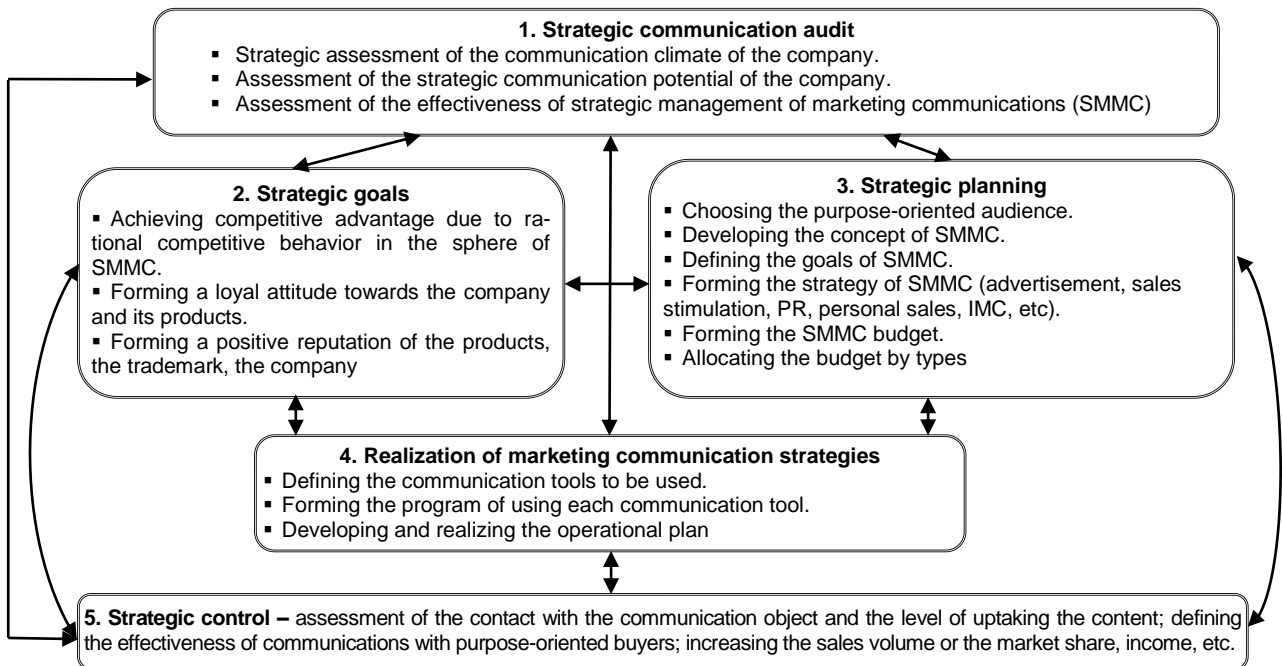 1. Strategic communication audit
▪ Strategic assessment of the communication climate of the company.
▪ Assessment of the strategic communication potential of the company.
▪ Assessment of the effectiveness of strategic management of marketing communications (SMMC)
2. Strategic goals
▪ Achieving competitive advantage due to ra-
tional competitive behavior in the sphere of
SMMC.
▪ Forming a loyal attitude towards the company
and its products.
▪ Forming a positive reputation of the products,
the trademark, the company
3. Strategic planning
▪ Choosing the purpose-oriented audience.
▪ Developing the concept of SMMC.
▪ Defining the goals of SMMC.
▪ Forming the strategy of SMMC (advertisement, sales
stimulation, PR, personal sales, IMC, etc).
▪ Forming the SMMC budget.
▪ Allocating the budget by types
4. Realization of marketing communication strategies
▪ Defining the communication tools to be used.
▪ Forming the program of using each communication tool.
▪ Developing and realizing the operational plan
5. Strategic control – assessment of the contact with the communication object and the level of uptaking the content; defining
the effectiveness of communications with purpose-oriented buyers; increasing the sales volume or the market share, income, etc.